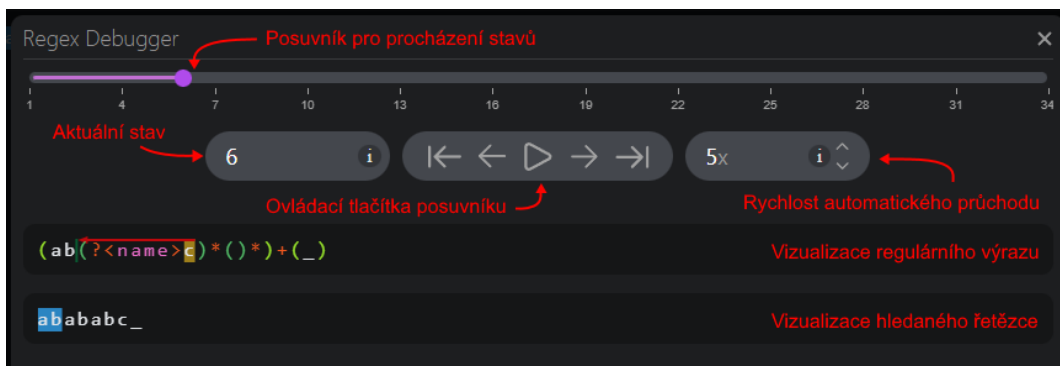 Regex Debugger
Posuvník pro procházení stavů
×
1 4 7 10 13 16 19 22 25 28 31 34
Aktuální stav
6 i
5x i
Ovládací tlačítka posuvníku
Rychlost automatického průchodu
(ab(?<name>c)*()*)+(_)
Vizualizace regulárního výrazu
abababc_
Vizualizace hledaného řetězce